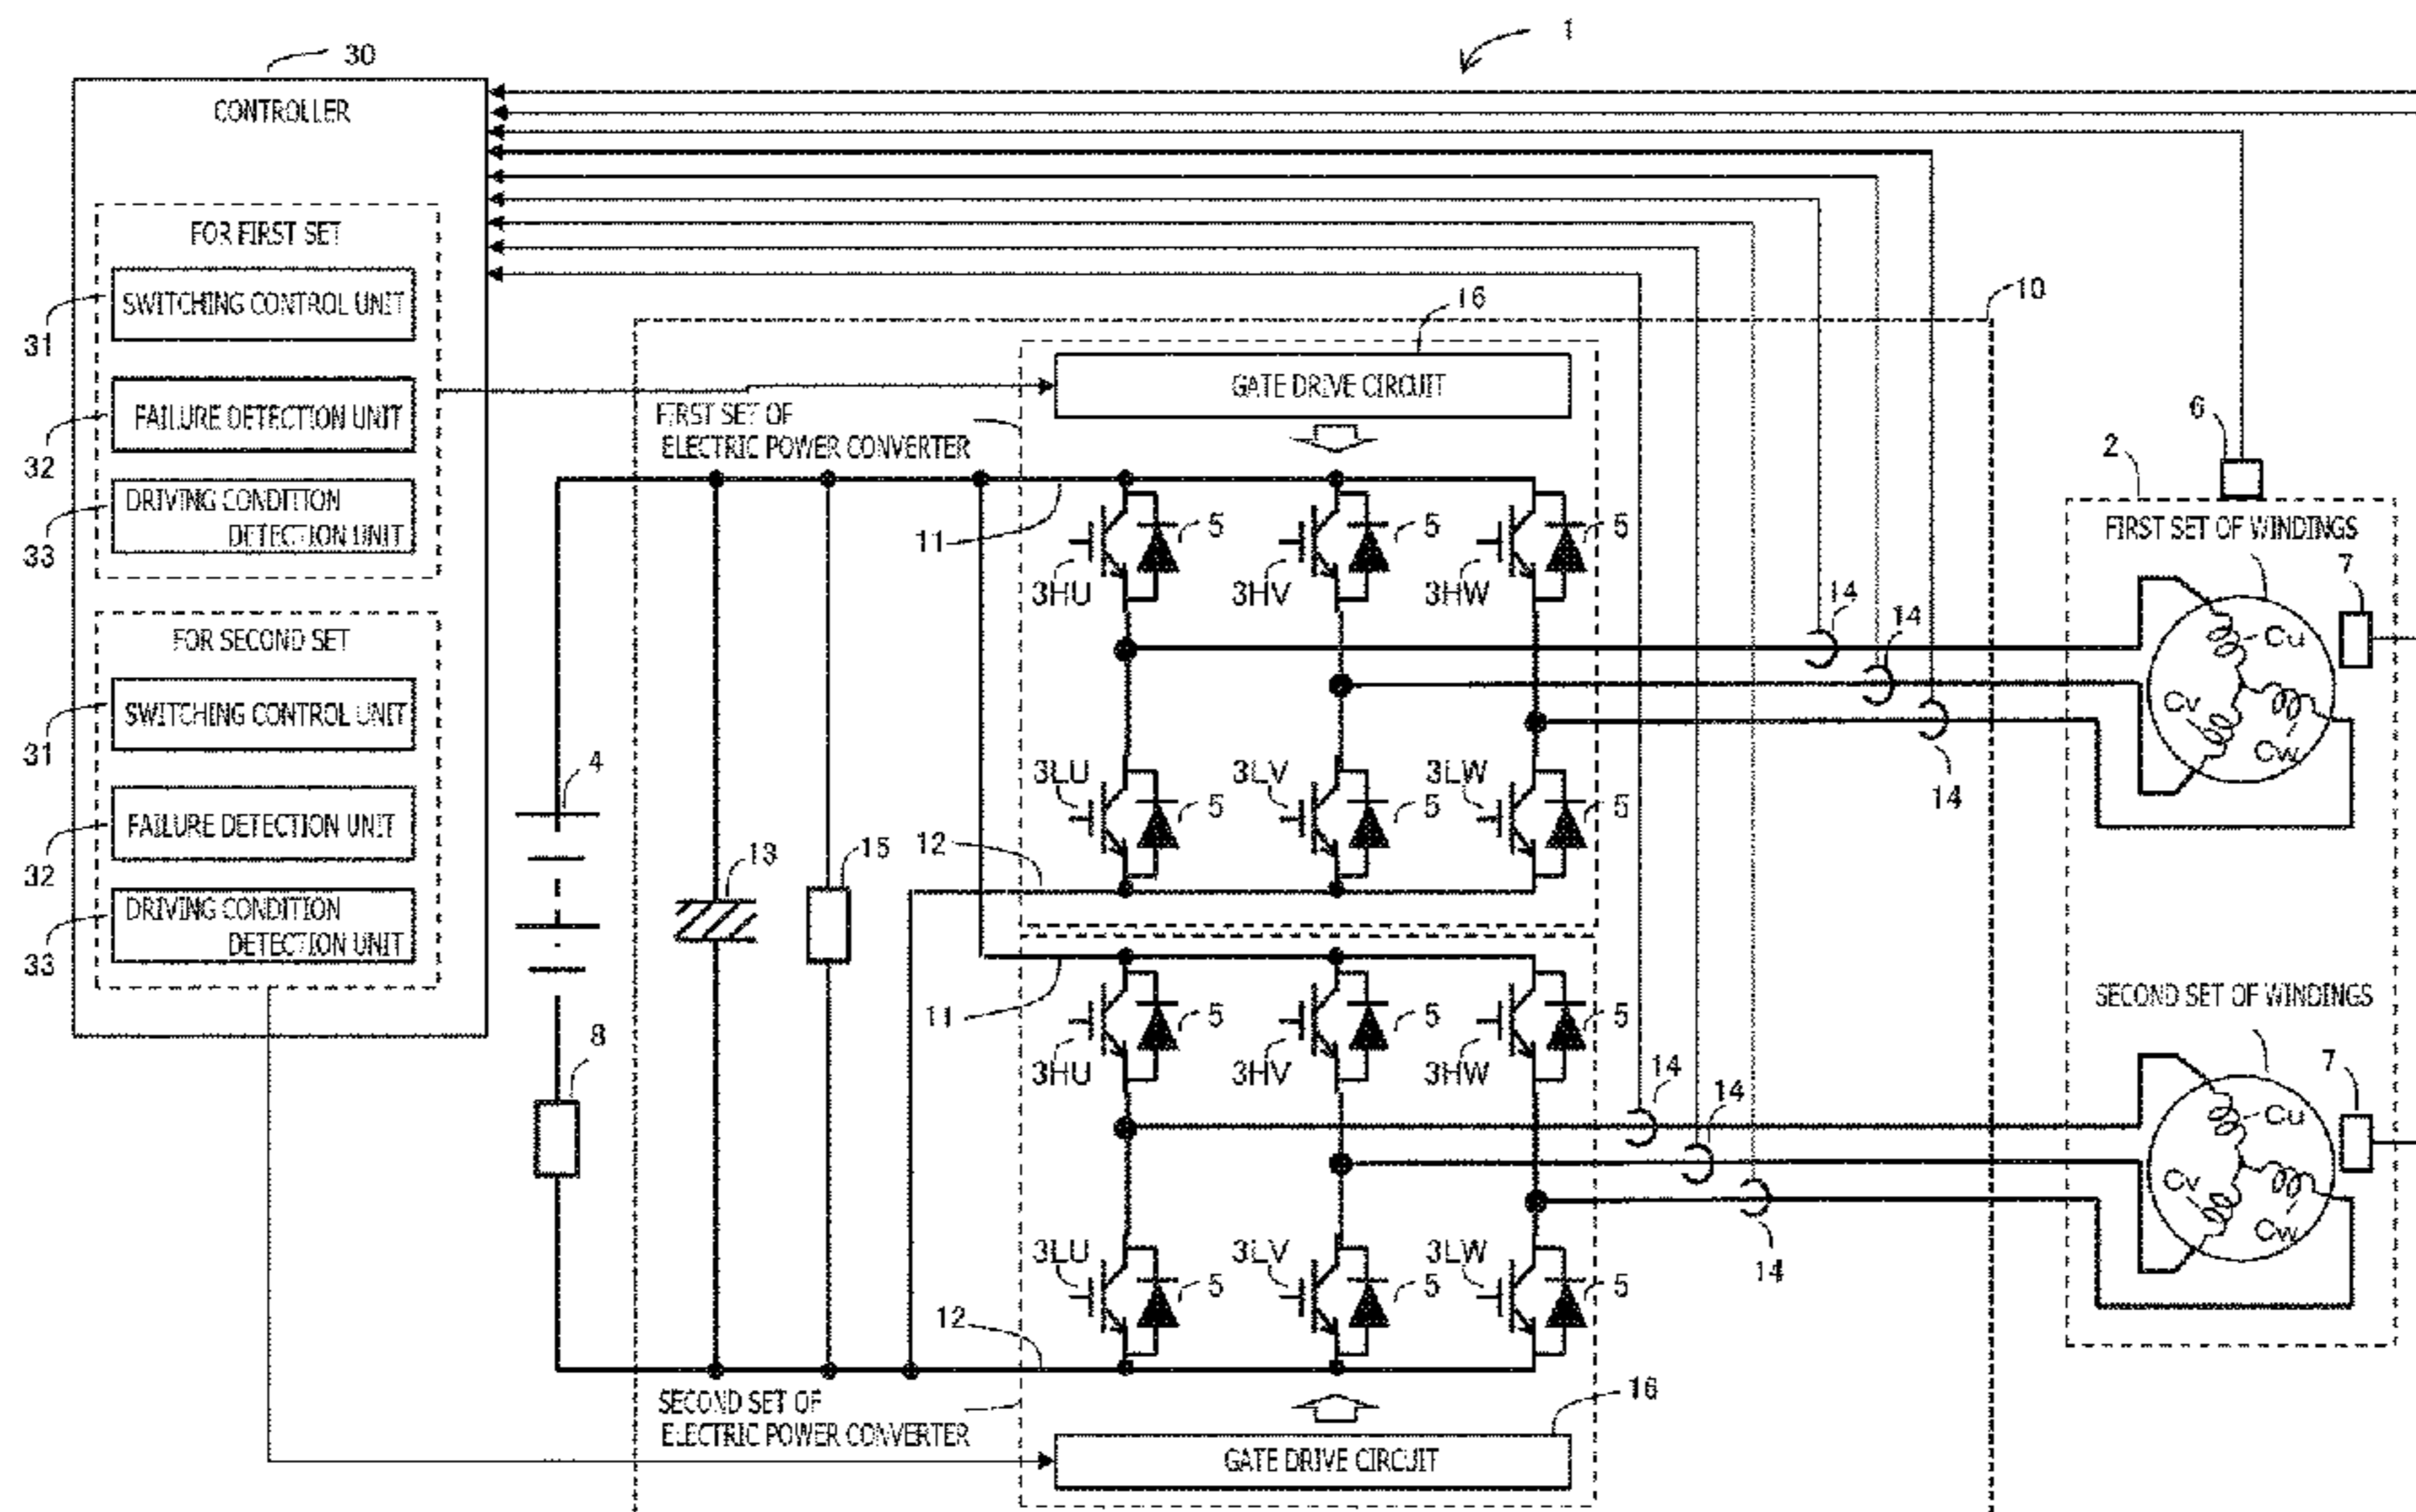 1
30
CONTROLLER
FOR FIRST SET
SWITCHING CONTROL UNIT
31
FAILURE DETECTION UNIT
32
DRIVING CONDITION
DETECTION UNIT
33
FOR SECOND SET
SWITCHING CONTROL UNIT
31
FAILURE DETECTION UNIT
32
DRIVING CONDITION
DETECTION UNIT
33
4
8
13
15
10
16
GATE DRIVE CIRCUIT
FIRST SET OF
ELECTRIC POWER CONVERTER
11
5
5
5
3HU
3HV
3HW
14
14
14
3LU
3LV
3LW
5
5
5
12
11
5
5
5
3HU
3HV
3HW
14
14
14
3LU
3LV
3LW
5
5
5
12
SECOND SET OF
ELECTRIC POWER CONVERTER
16
GATE DRIVE CIRCUIT
6
2
FIRST SET OF WINDINGS
7
Cu
Cv
Cw
SECOND SET OF WINDINGS
7
Cu
Cv
Cw